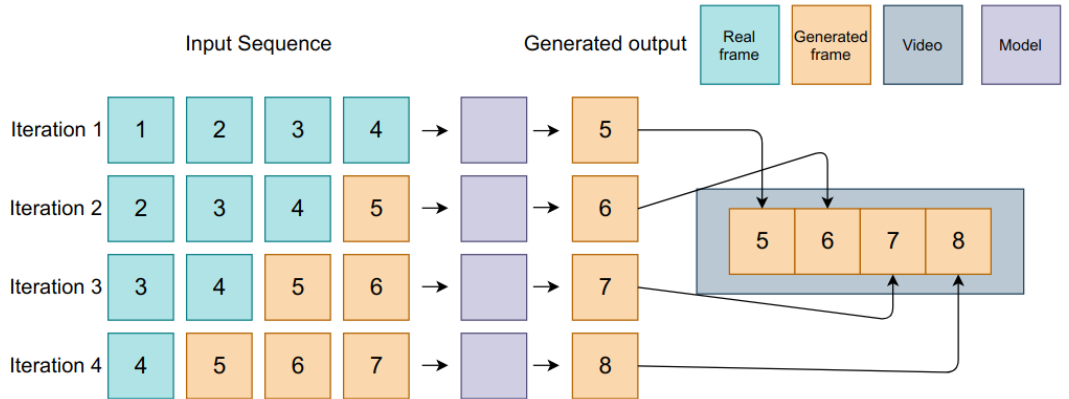 Input Sequence
Generated output
Real frame
Generated frame
Video
Model
Iteration 1
1 2 3 4
5
Iteration 2
2 3 4 5
6
Iteration 3
3 4 5 6
7
Iteration 4
4 5 6 7
8
5 6 7 8